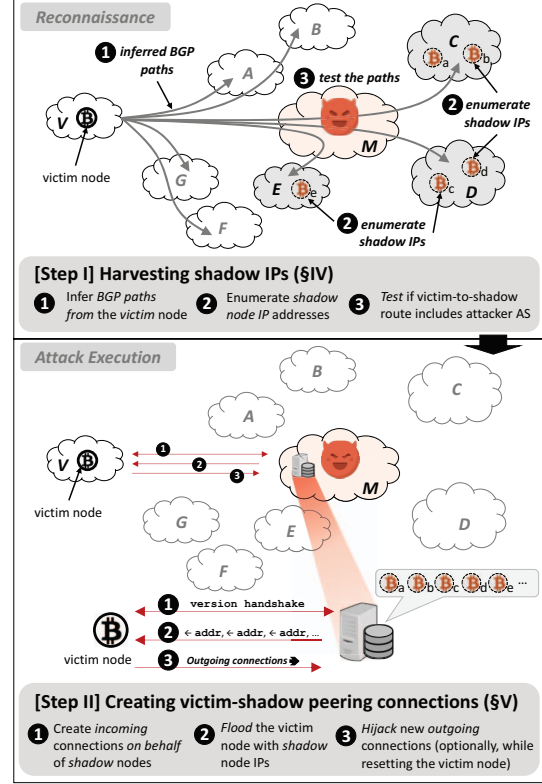 Reconnaissance
1 inferred BGP
paths
B
A
C
a
b
3 test the paths
V
victim node
M
2 enumerate
shadow IPs
G
E
e
d
c
D
F
2 enumerate
shadow IPs
[Step I] Harvesting shadow IPs (§IV)
1 Infer BGP paths
from the victim node
2 Enumerate shadow
node IP addresses
3 Test if victim-to-shadow
route includes attacker AS
Attack Execution
B
C
A
V
1
2
3
M
victim node
G
E
D
F
a b c d e ...
1 version handshake
2 ← addr, ← addr, ← addr, ...
victim node
3 Outgoing connections
[Step II] Creating victim-shadow peering connections (§V)
1 Create incoming
connections on behalf
of shadow nodes
2 Flood the victim
node with shadow
node IPs
3 Hijack new outgoing
connections (optionally, while
resetting the victim node)